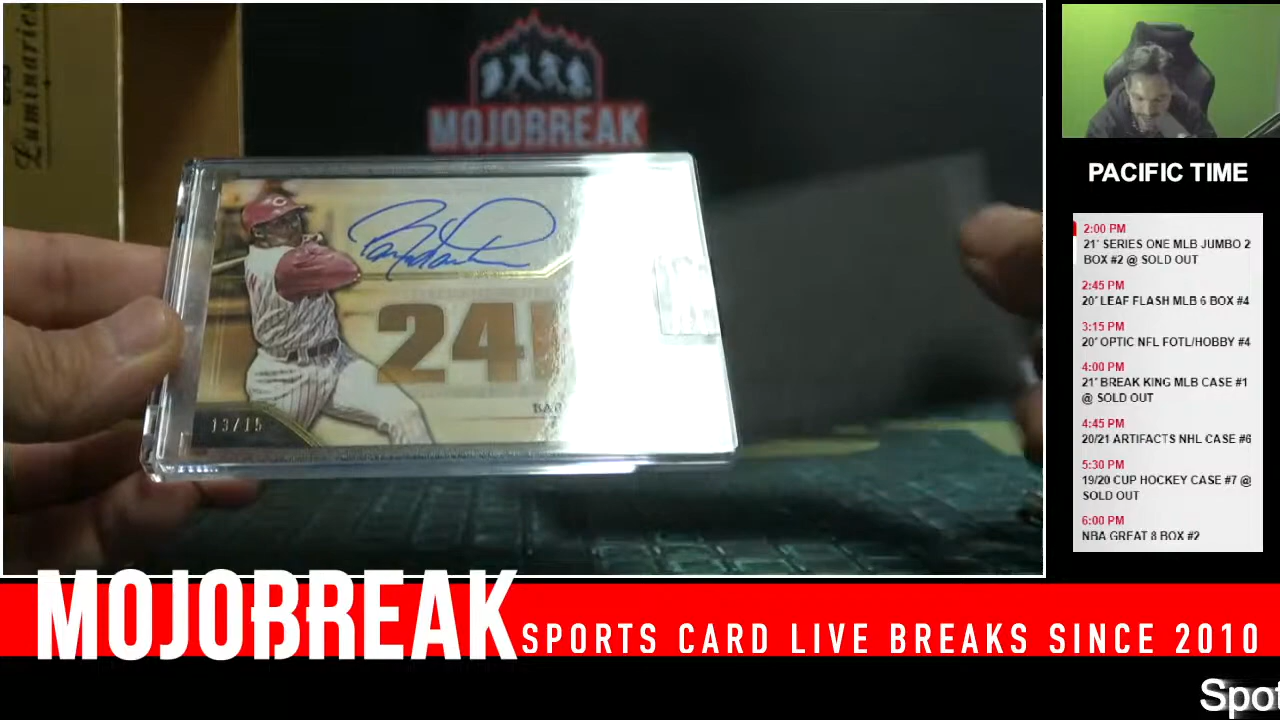 Luminaries
MOJOBREAK
24
BAR
13/15
PACIFIC TIME
2:00 PM
21' SERIES ONE MLB JUMBO 2
BOX #2 @ SOLD OUT
2:45 PM
20' LEAF FLASH MLB 6 BOX #4
3:15 PM
20' OPTIC NFL FOTL/HOBBY #4
4:00 PM
21' BREAK KING MLB CASE #1
@ SOLD OUT
4:45 PM
20/21 ARTIFACTS NHL CASE #6
5:30 PM
19/20 CUP HOCKEY CASE #7 @
SOLD OUT
6:00 PM
NBA GREAT 8 BOX #2
MOJOBREAK
SPORTS CARD LIVE BREAKS SINCE 2010
Spot